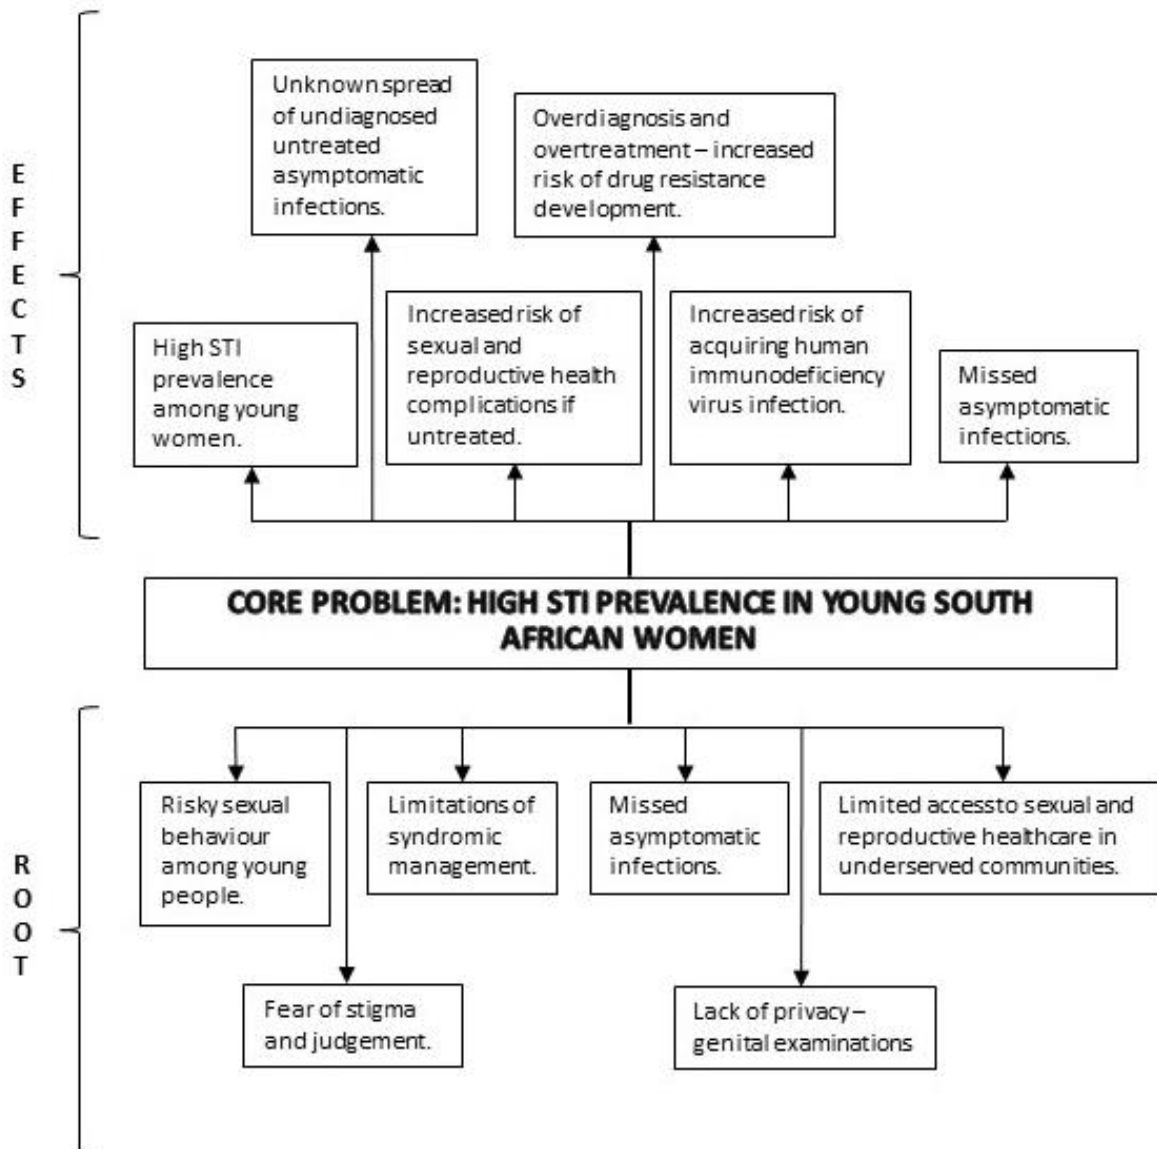 EFFECTS
Unknown spread
of undiagnosed
untreated
asymptomatic
infections.
Overdiagnosis and
overtreatment – increased
risk of drug resistance
development.
High STI
prevalence
among young
women.
Increased risk of
sexual and
reproductive health
complications if
untreated.
Increased risk of
acquiring human
immunodeficiency
virus infection.
Missed
asymptomatic
infections.
CORE PROBLEM: HIGH STI PREVALENCE IN YOUNG SOUTH
AFRICAN WOMEN
ROOT
Risky sexual
behaviour
among young
people.
Limitations of
syndromic
management.
Missed
asymptomatic
infections.
Limited accessto sexual and
reproductive healthcare in
underserved communities.
Fear of stigma
and judgement.
Lack of privacy –
genital examinations